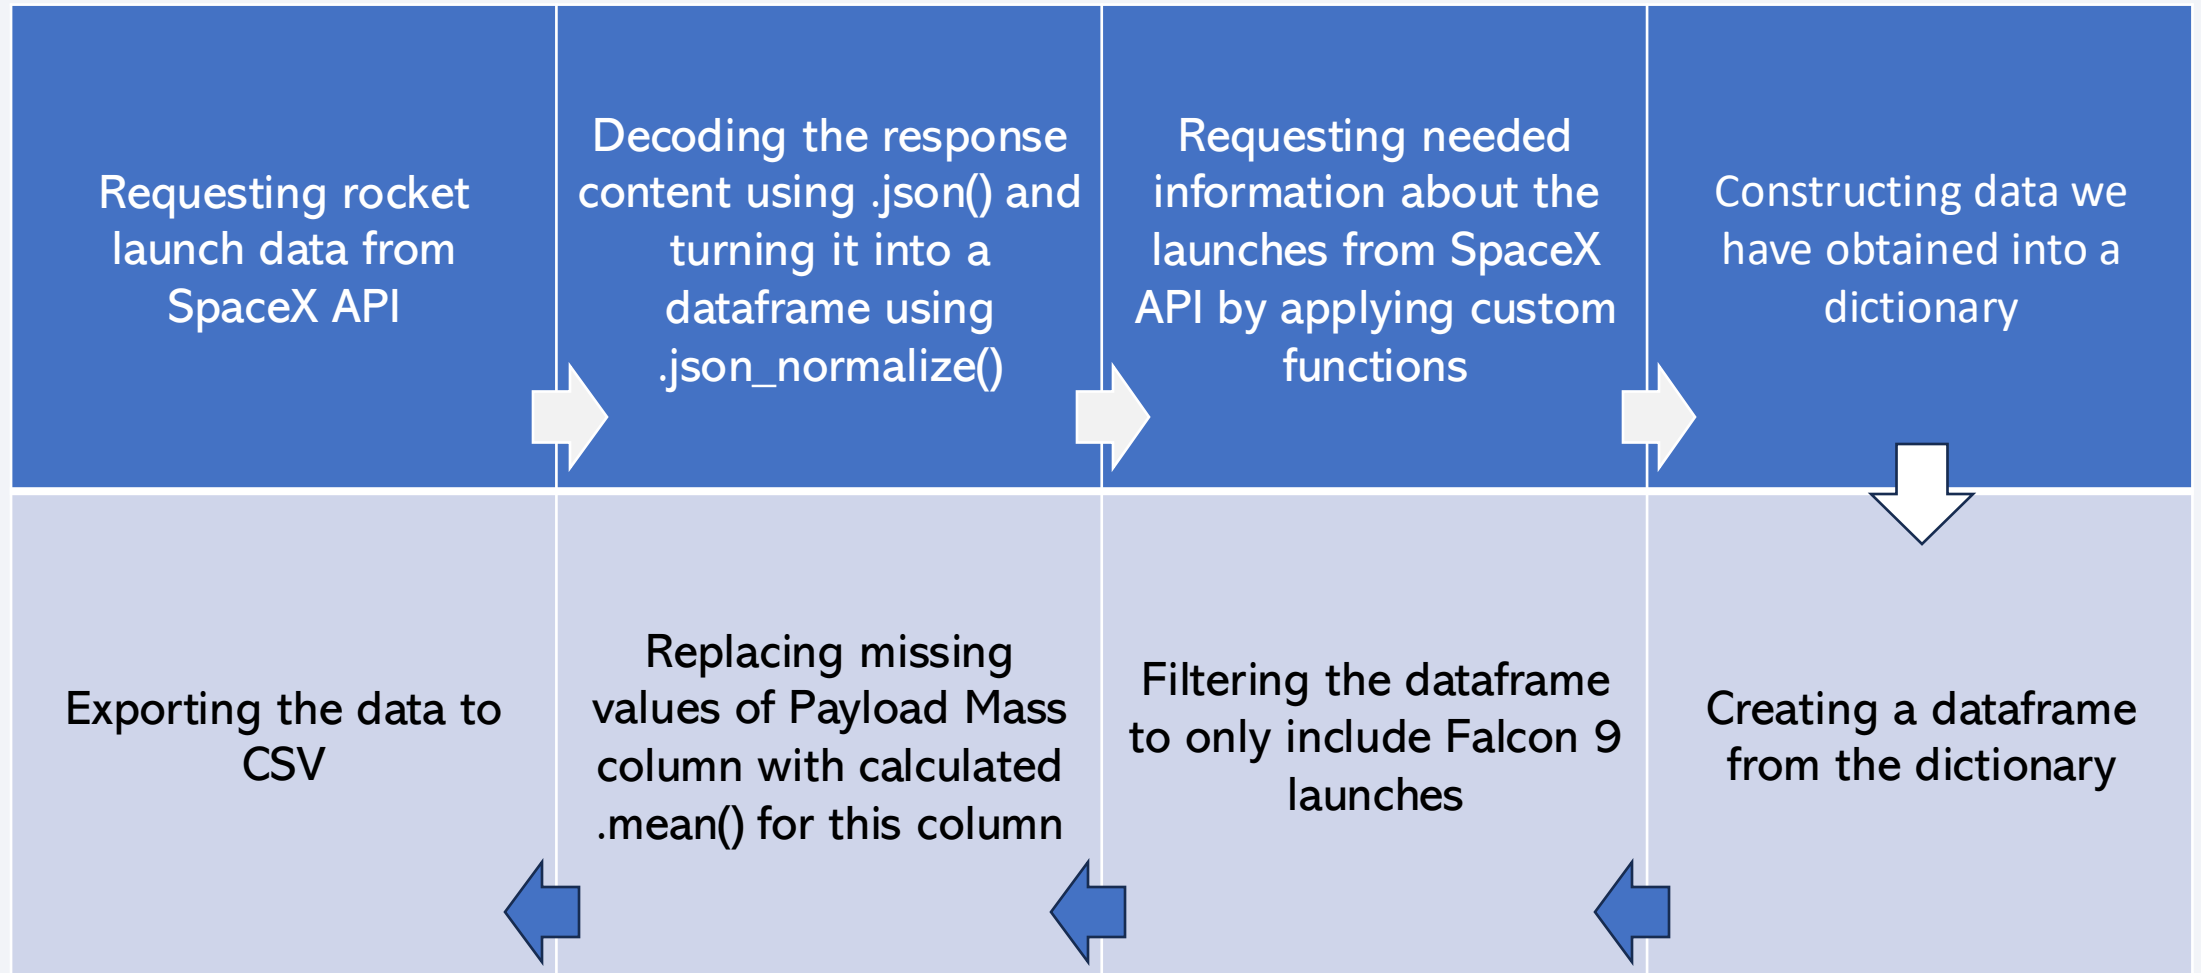 Requesting rocket
launch data from
SpaceX API
Decoding the response
content using .json() and
turning it into a
dataframe using
.json_normalize()
Requesting needed
information about the
launches from SpaceX
API by applying custom
functions
Constructing data we
have obtained into a
dictionary
Creating a dataframe
from the dictionary
Filtering the dataframe
to only include Falcon 9
launches
Replacing missing
values of Payload Mass
column with calculated
.mean() for this column
Exporting the data to
CSV